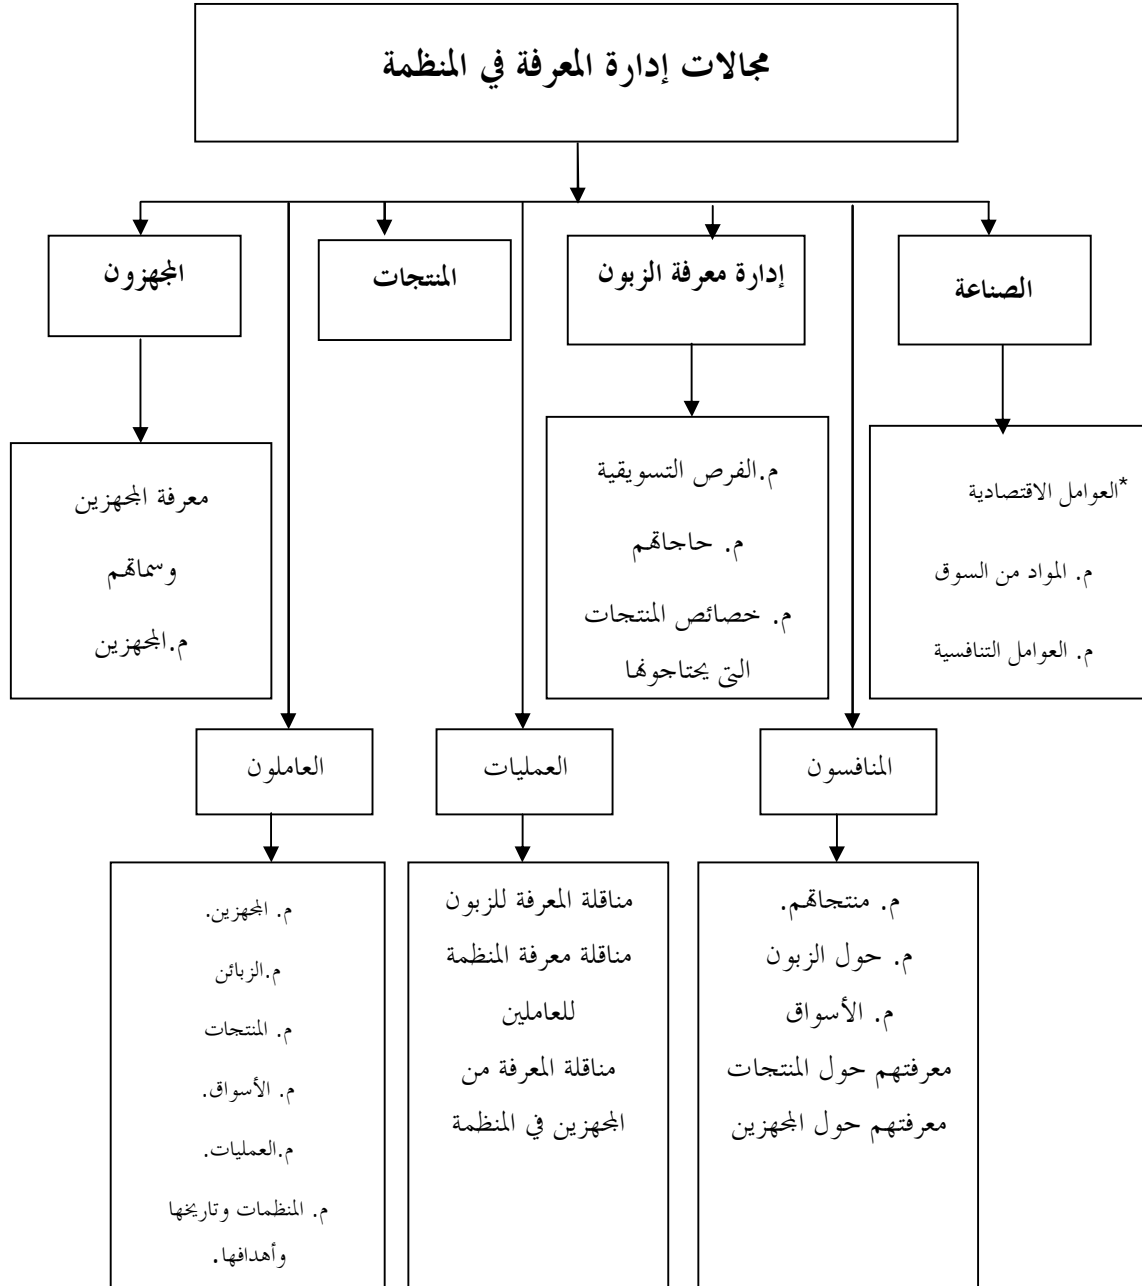 مجالات إدارة المعرفة في المنظمة
الصناعة
إدارة معرفة الزبون
المنتجات
المجهزون
*العوامل الاقتصادية
م. المواد من السوق
م. العوامل التنافسية
م.الفرص التسويقية
م. حاجاتهم
م. خصائص المنتجات
التي يحتاجونها
معرفة المجهزين
وسماتهم
م.المجهزين
المنافسون
العمليات
العاملون
م. منتجاتهم.
م. حول الزبون
م. الأسواق
معرفتهم حول المنتجات
معرفتهم حول المجهزين
مناقلة المعرفة للزبون
مناقلة معرفة المنظمة
للعاملين
مناقلة المعرفة من
المجهزين في المنظمة
م. المجهزين.
م.الزبائن
م. المنتجات
م. الأسواق.
م.العمليات.
م. المنظمات وتاريخها
وأهدافها.